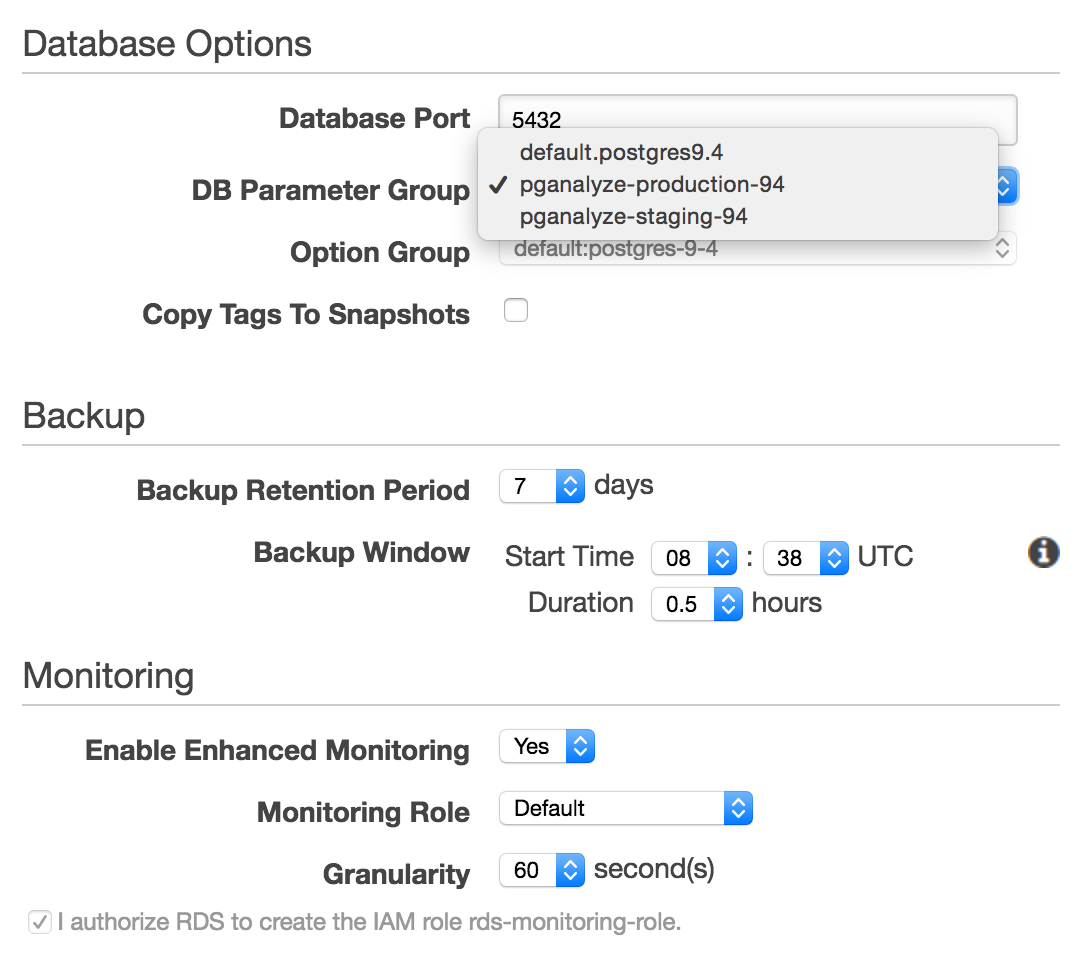 Database Options
Database Port 5432
default.postgres9.4
DB Parameter Group pganalyze-production-94
pganalyze-staging-94
Option Group default:postgres-9-4
Copy Tags To Snapshots
Backup
Backup Retention Period 7 days
Backup Window Start Time 08 : 38 UTC
Duration 0.5 hours
Monitoring
Enable Enhanced Monitoring Yes
Monitoring Role Default
Granularity 60 second(s)
I authorize RDS to create the IAM role rds-monitoring-role.